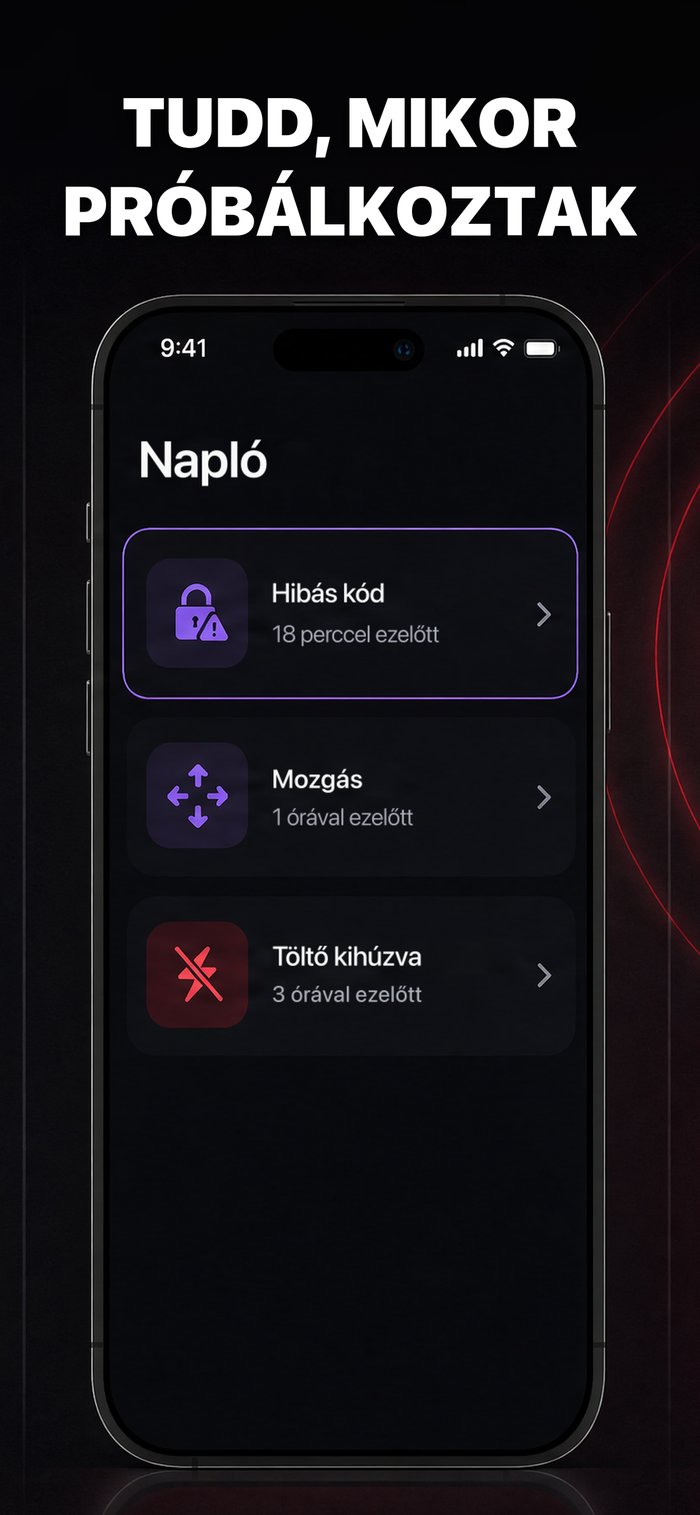 TUDD, MIKOR
PRÓBÁLKOZTAK
9:41
Napló
Hibás kód
18 perccel ezelőtt
Mozgás
1 órával ezelőtt
Töltő kihúzva
3 órával ezelőtt